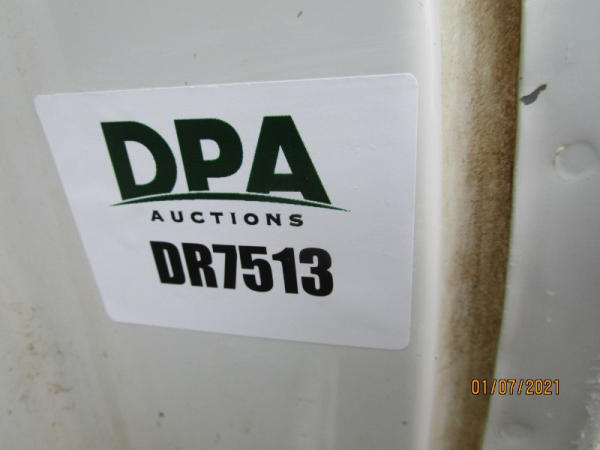 DPA
AUCTIONS
DR7513
01/07/2021